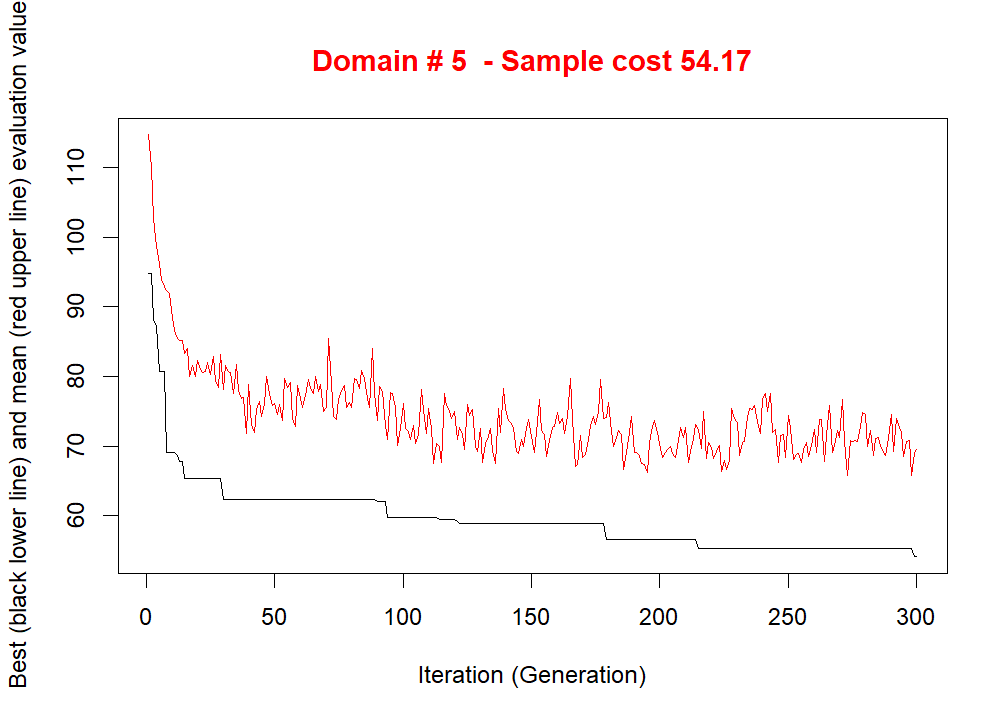 Domain # 5  - Sample cost 54.17
Best (black lower line) and mean (red upper line) evaluation value
110
100
90
80
70
60
0 50 100 150 200 250 300
Iteration (Generation)